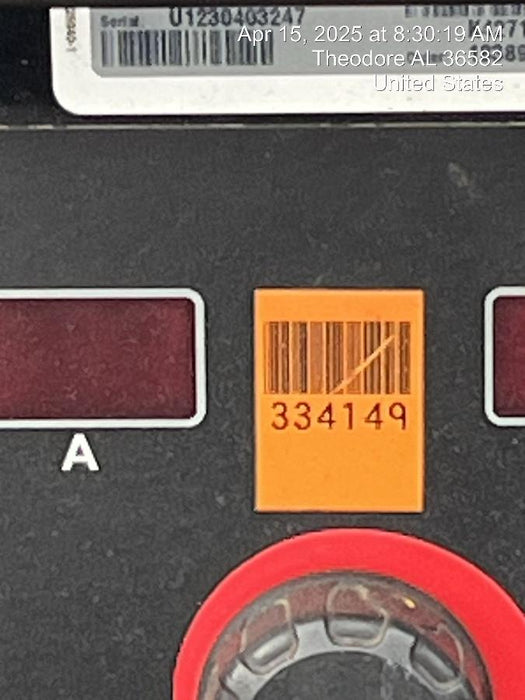 Serial.
U1230403247
Apr 15, 2025 at 8:30:19 AM
Theodore AL 36582
United States
334149
A